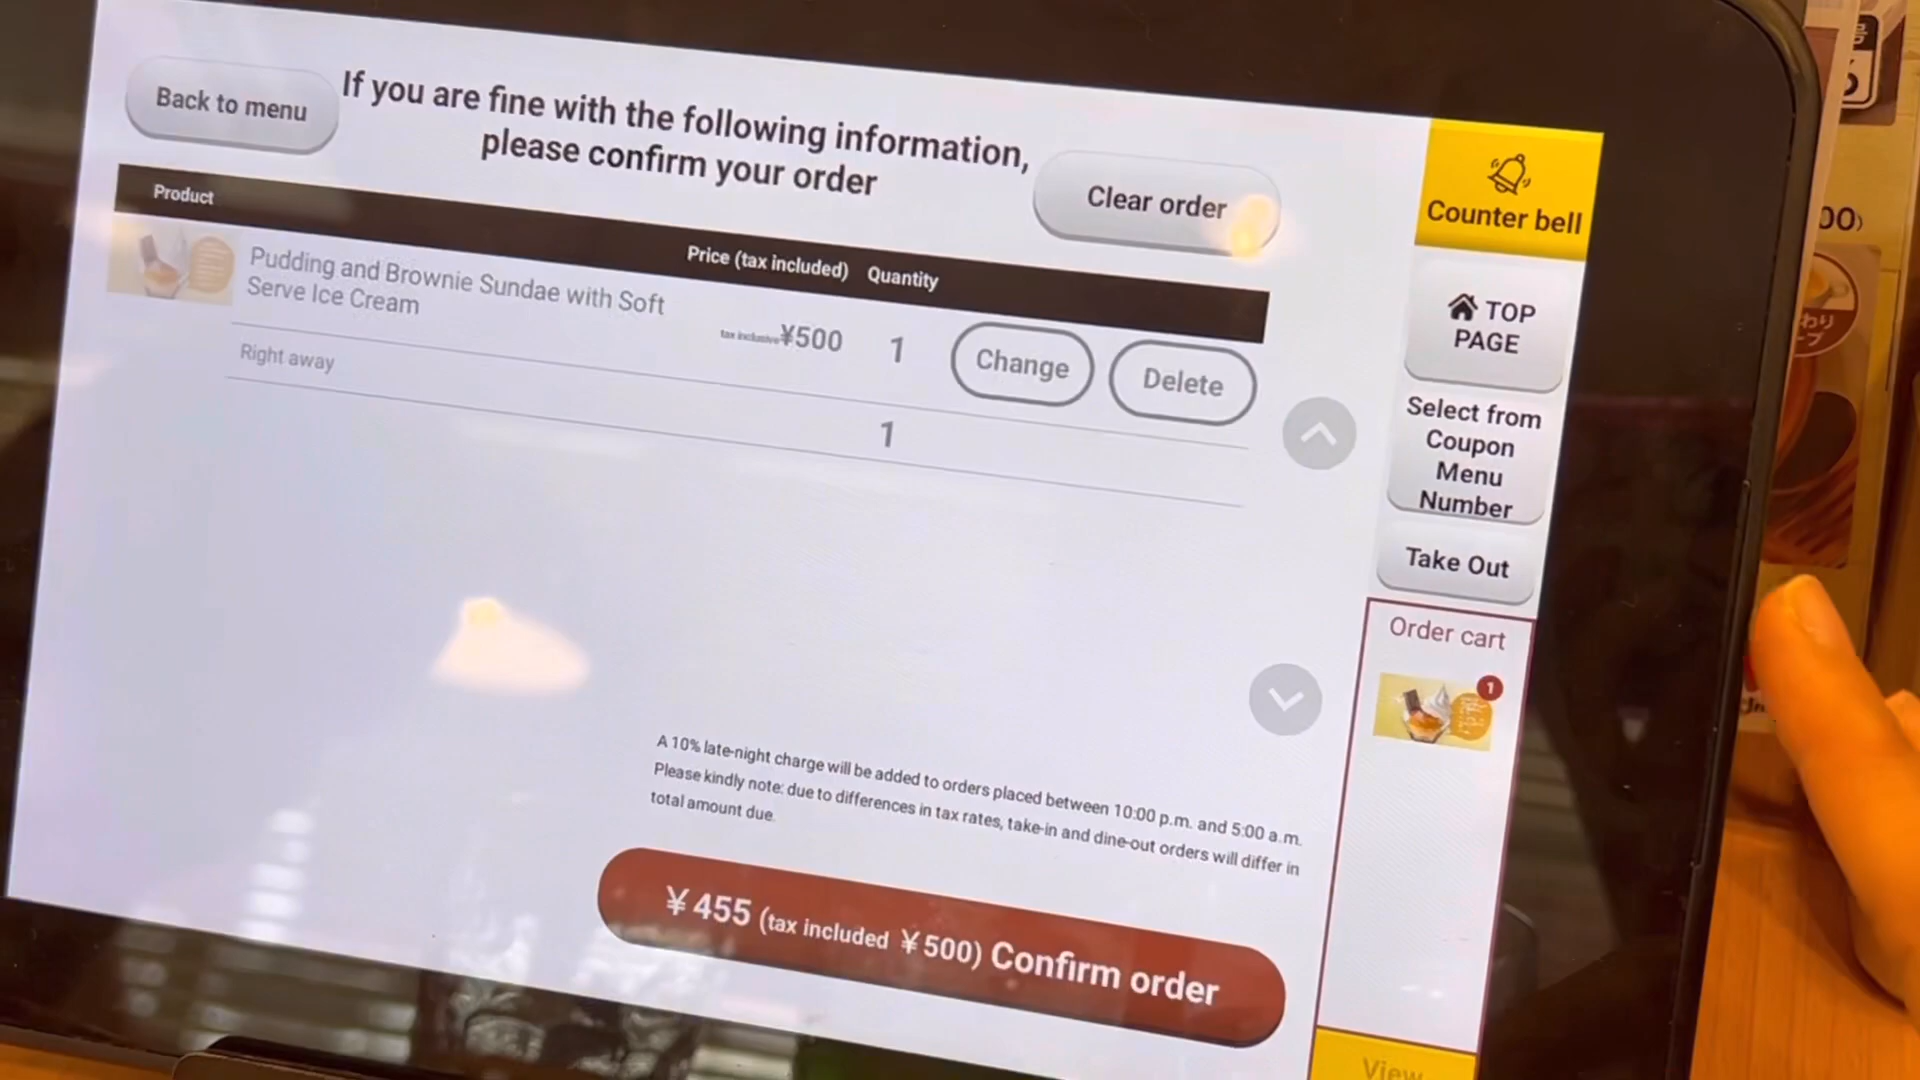 Back to menu
If you are fine with the following information,
please confirm your order
Clear order
Product
Price (tax included)
Quantity
Pudding and Brownie Sundae with Soft
Serve Ice Cream
tax inclusive¥500
1
Change
Delete
Right away
1
A 10% late-night charge will be added to orders placed between 10:00 p.m. and 5:00 a.m.
Please kindly note: due to differences in tax rates, take-in and dine-out orders will differ in
total amount due.
¥455 (tax included ¥500) Confirm order
Counter bell
TOP
PAGE
Select from
Coupon
Menu
Number
Take Out
Order cart
1
View
00)